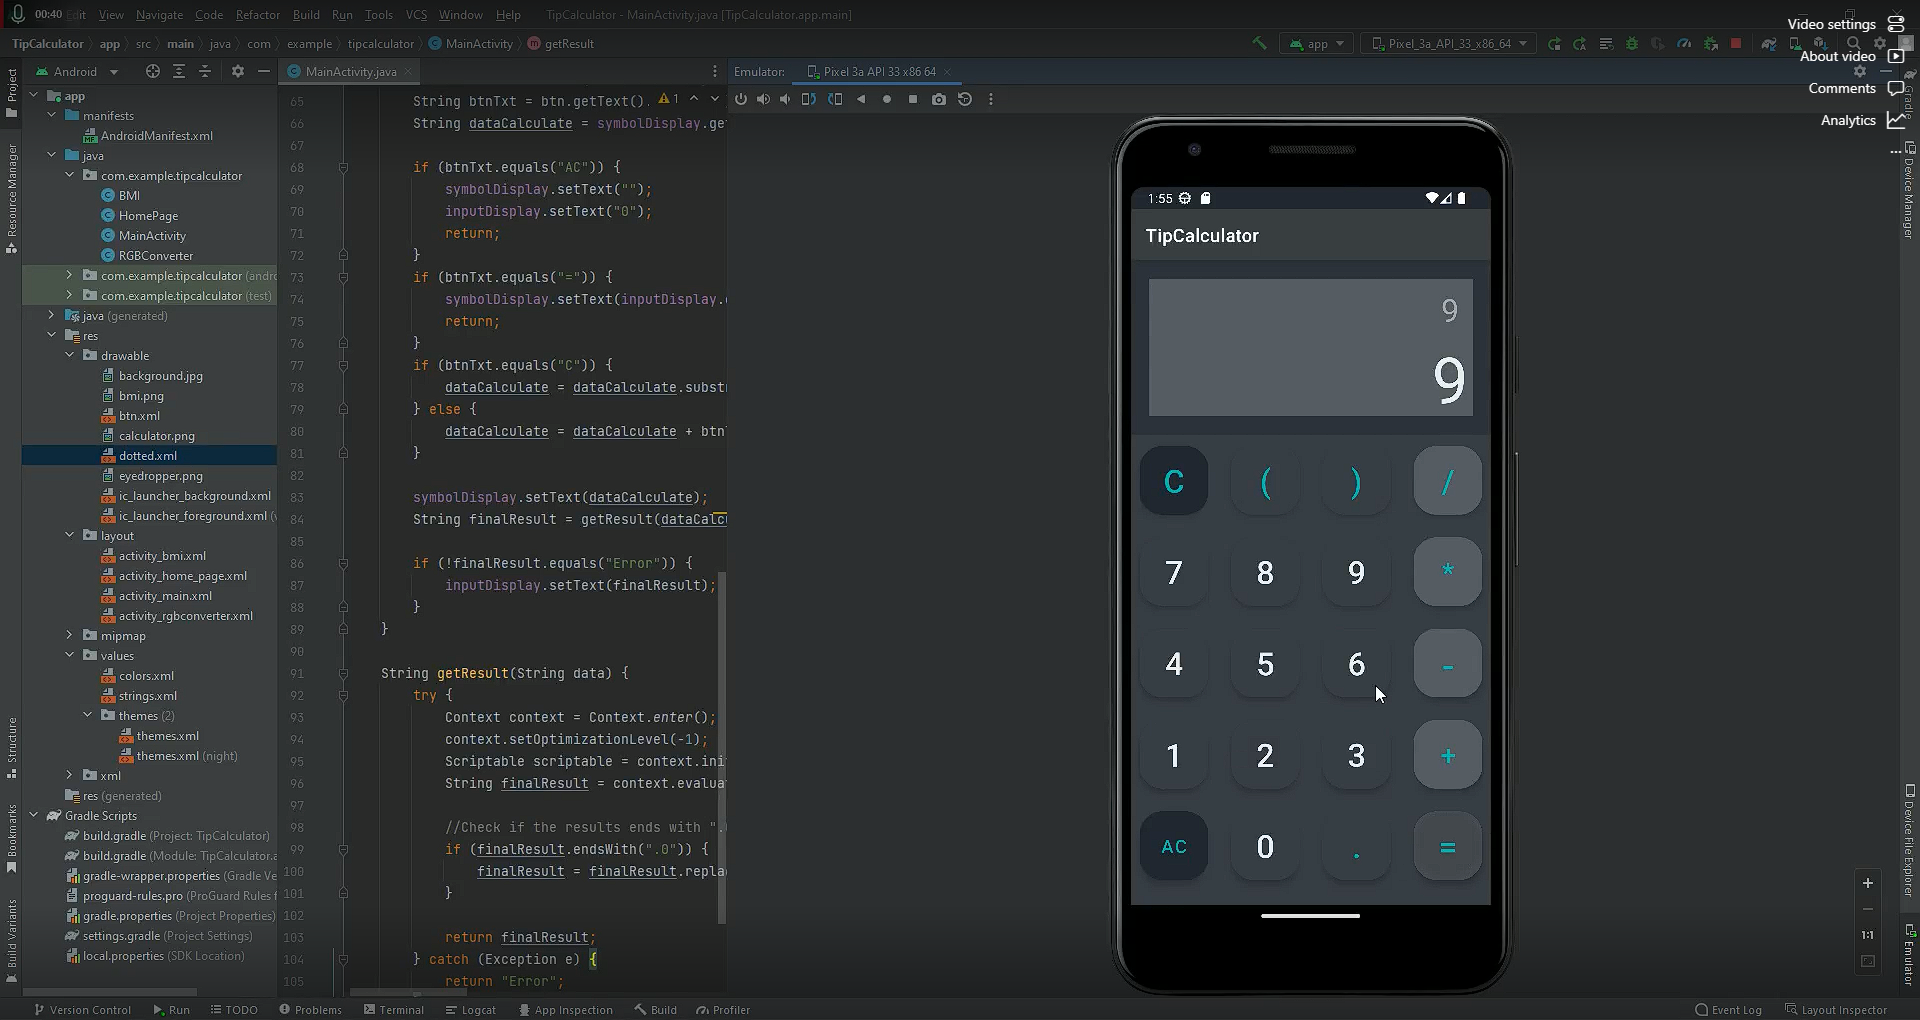 00:40 Edit View Navigate Code Refactor Build Run Tools VCS Window Help TipCalculator - MainActivity.java [TipCalculator.app.main]
Video settings
About video
Comments
Analytics
TipCalculator app src main java com example tipcalculator MainActivity getResult
app Pixel_3a_API_33_x86_64
Android
MainActivity.java
Emulator: Pixel 3a API 33 x86 64
Project
Resource Manager
Structure
Bookmarks
Build Variants
app
manifests
AndroidManifest.xml
java
com.example.tipcalculator
BMI
HomePage
MainActivity
RGBConverter
com.example.tipcalculator (andro
com.example.tipcalculator (test)
java (generated)
res
drawable
background.jpg
bmi.png
btn.xml
calculator.png
dotted.xml
eyedropper.png
ic_launcher_background.xml
ic_launcher_foreground.xml (v
layout
activity_bmi.xml
activity_home_page.xml
activity_main.xml
activity_rgbconverter.xml
mipmap
values
colors.xml
strings.xml
themes (2)
themes.xml
themes.xml (night)
xml
res (generated)
Gradle Scripts
build.gradle (Project: TipCalculator)
build.gradle (Module: TipCalculator.a
gradle-wrapper.properties (Gradle Ve
proguard-rules.pro (ProGuard Rules f
gradle.properties (Project Properties)
settings.gradle (Project Settings)
local.properties (SDK Location)
65 String btnTxt = btn.getText(). 1
66 String dataCalculate = symbolDisplay.get
67
68 if (btnTxt.equals("AC")) {
69 symbolDisplay.setText("");
70 inputDisplay.setText("0");
71 return;
72 }
73 if (btnTxt.equals("=")) {
74 symbolDisplay.setText(inputDisplay.
75 return;
76 }
77 if (btnTxt.equals("C")) {
78 dataCalculate = dataCalculate.subst
79 } else {
80 dataCalculate = dataCalculate + btn
81 }
82
83 symbolDisplay.setText(dataCalculate);
84 String finalResult = getResult(dataCalc
85
86 if (!finalResult.equals("Error")) {
87 inputDisplay.setText(finalResult);
88 }
89 }
90
91 String getResult(String data) {
92 try {
93 Context context = Context.enter();
94 context.setOptimizationLevel(-1);
95 Scriptable scriptable = context.ini
96 String finalResult = context.evalua
97
98 //Check if the results ends with ".
99 if (finalResult.endsWith(".0")) {
100 finalResult = finalResult.repla
101 }
102
103 return finalResult;
104 } catch (Exception e) {
105 return "Error";
1:55
TipCalculator
9
9
C ( ) /
7 8 9 *
4 5 6 -
1 2 3 +
AC 0 . =
Gradle
Device Manager
Device File Explorer
Emulator
1:1
Version Control Run TODO Problems Terminal Logcat App Inspection Build Profiler Event Log Layout Inspector